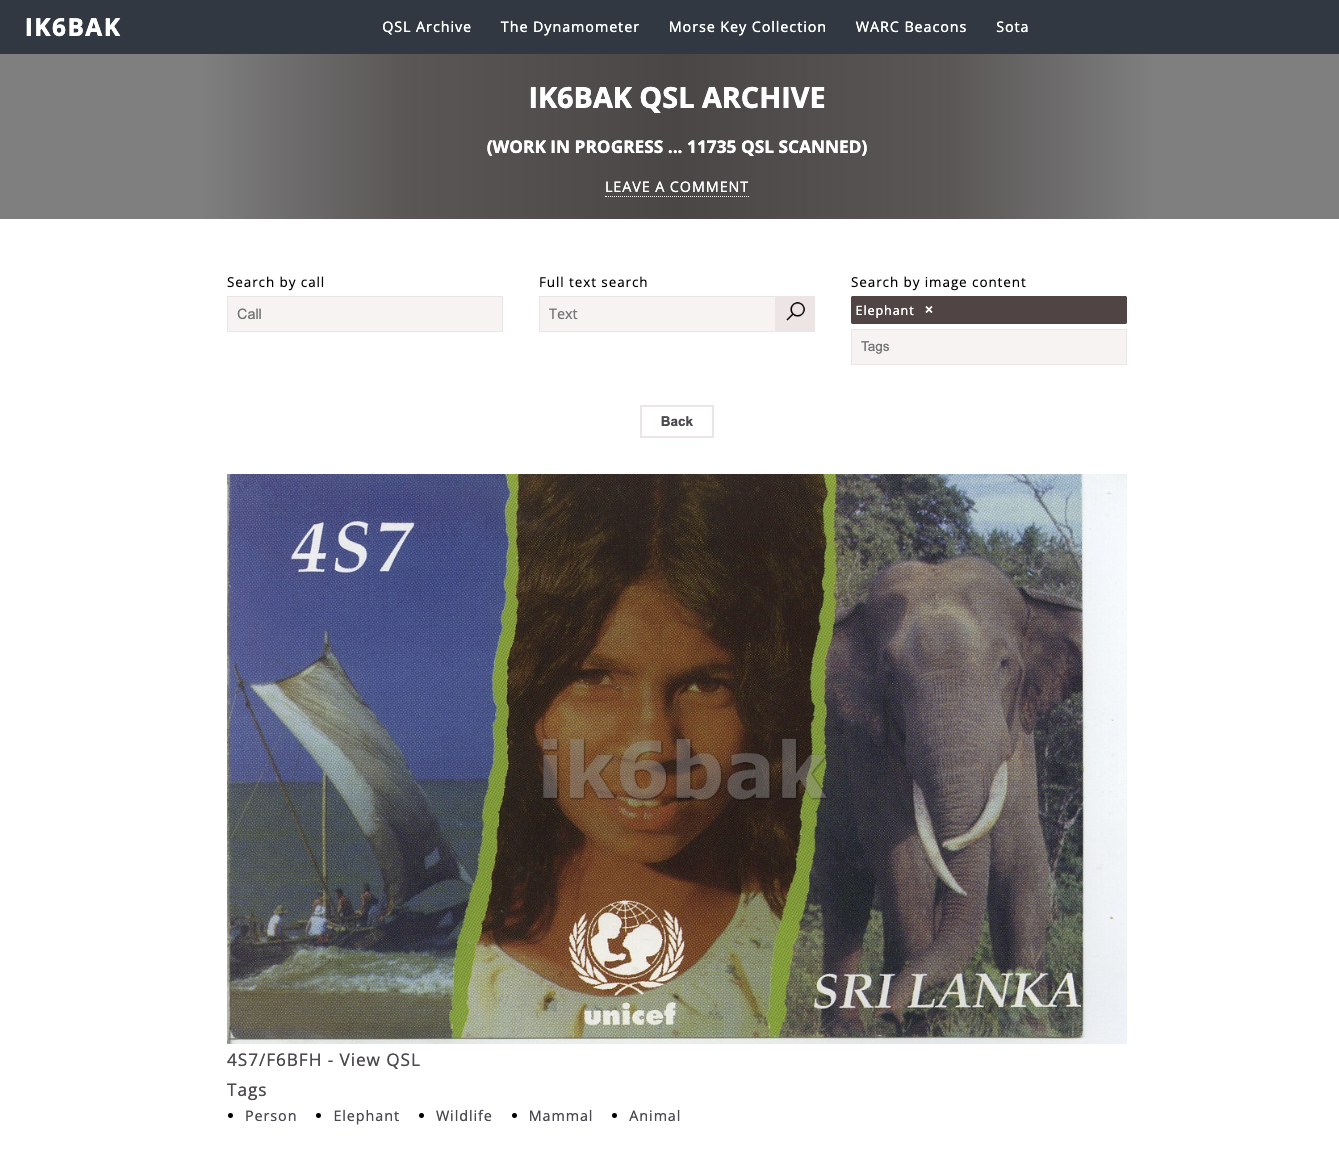 IK6BAK
QSL Archive The Dynamometer Morse Key Collection WARC Beacons Sota
IK6BAK QSL ARCHIVE
(WORK IN PROGRESS ... 11735 QSL SCANNED)
LEAVE A COMMENT
Search by call
Call
Full text search
Text
Search by image content
Elephant ×
Tags
Back
4S7
ik6bak
unicef
SRI LANKA
4S7/F6BFH - View QSL
Tags
• Person • Elephant • Wildlife • Mammal • Animal